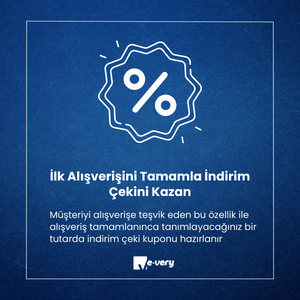 %
İlk Alışverişini Tamamla İndirim
Çekini Kazan
Müşteriyi alışverişe teşvik eden bu özellik ile
alışveriş tamamlanınca tanımlayacağınız bir
tutarda indirim çeki kuponu hazırlanır
e-very